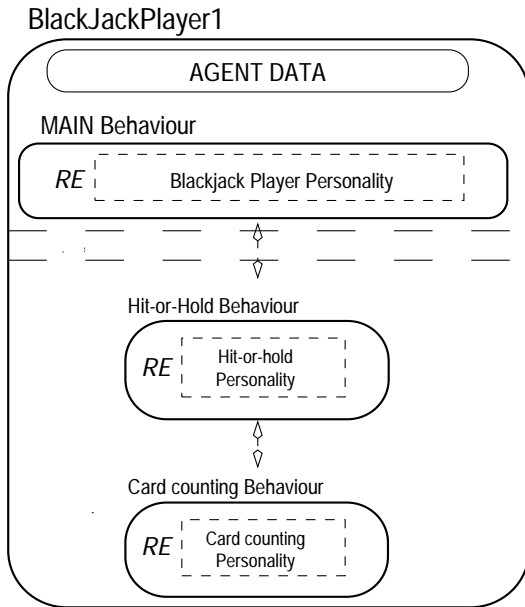 BlackJackPlayer1
AGENT DATA
MAIN Behaviour
RE
Blackjack Player Personality
Hit-or-Hold Behaviour
RE
Hit-or-hold
Personality
Card counting Behaviour
RE
Card counting
Personality